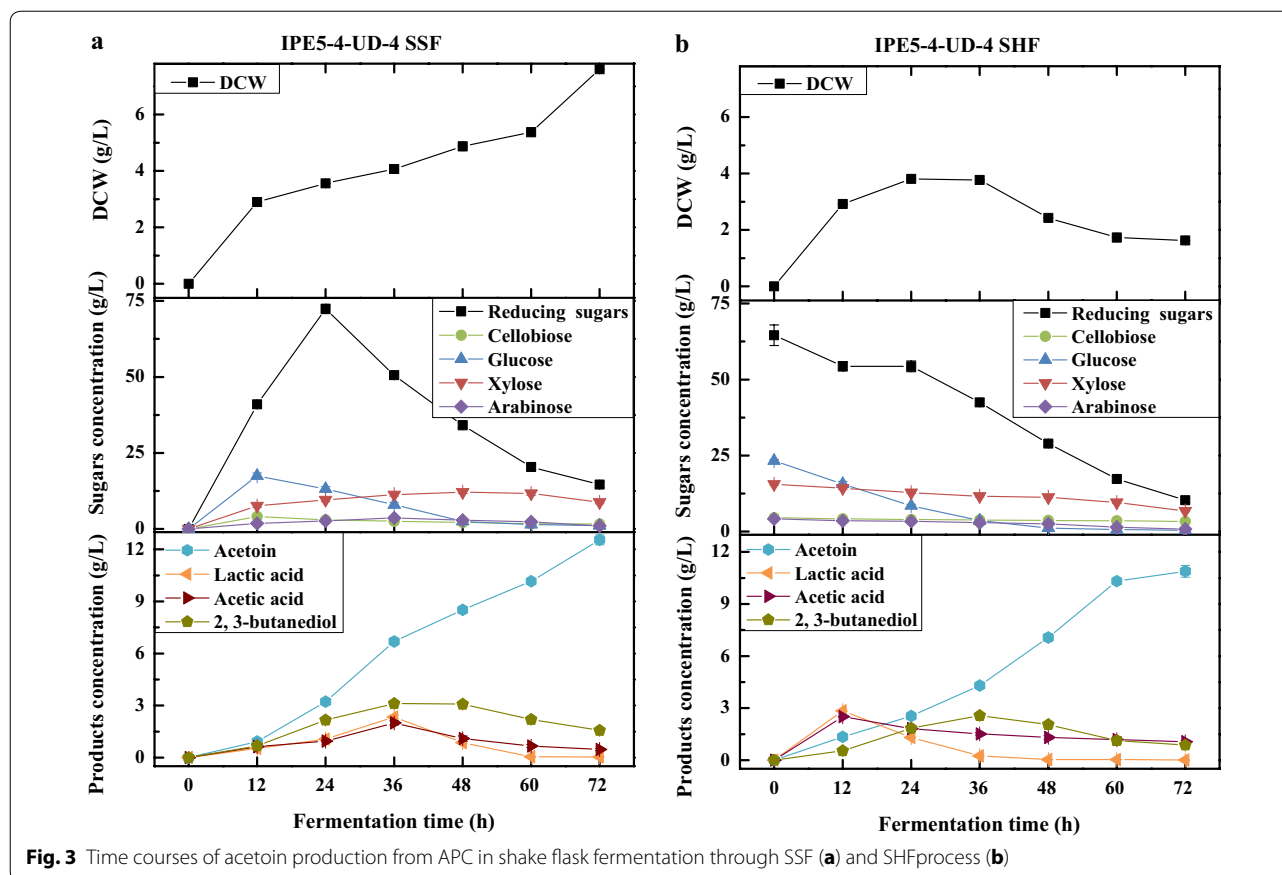 a
IPE5-4-UD-4 SSF
DCW
DCW (g/L)
6
4
2
0
Sugars concentration (g/L)
75
50
25
0
Reducing sugars
Cellobiose
Glucose
Xylose
Arabinose
Products concentration (g/L)
12
9
6
3
0
Acetoin
Lactic acid
Acetic acid
2, 3-butanediol
0 12 24 36 48 60 72
Fermentation time (h)
b
IPE5-4-UD-4 SHF
DCW
DCW (g/L)
6
4
2
0
Sugars concentration (g/L)
75
50
25
0
Reducing sugars
Cellobiose
Glucose
Xylose
Arabinose
Products concentration (g/L)
12
9
6
3
0
Acetoin
Lactic acid
Acetic acid
2, 3-butanediol
0 12 24 36 48 60 72
Fermentation time (h)
Fig. 3 Time courses of acetoin production from APC in shake flask fermentation through SSF (a) and SHFprocess (b)